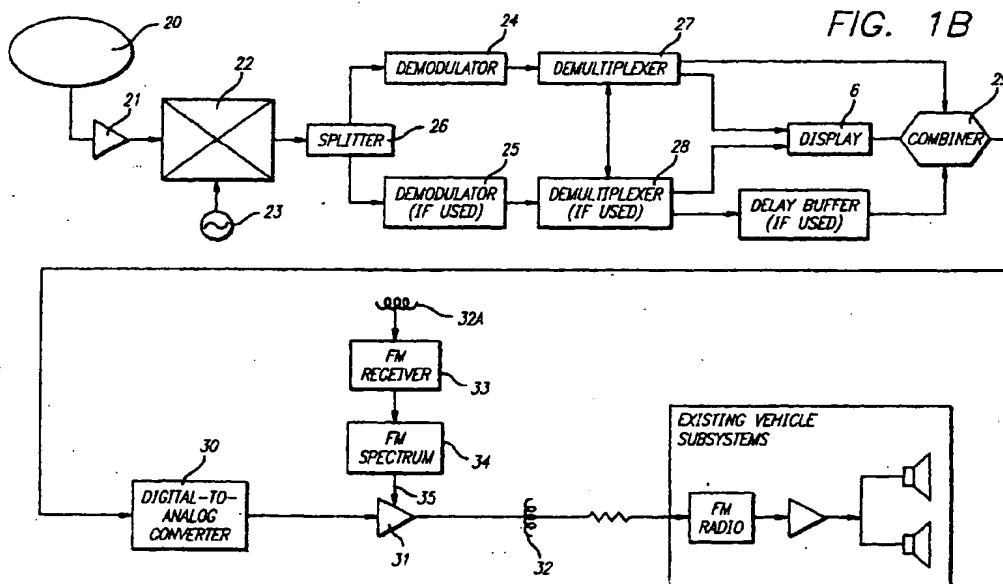 FIG. 1B
20
21
22
23
24
DEMODULATOR
27
DEMULTIPLEXER
SPLITTER
26
25
DEMODULATOR
(IF USED)
28
DEMULTIPLEXER
(IF USED)
6
DISPLAY
29
COMBINER
DELAY BUFFER
(IF USED)
32A
FM
RECEIVER
33
FM
SPECTRUM
34
35
30
DIGITAL-TO-
ANALOG
CONVERTER
31
32
EXISTING VEHICLE
SUBSYSTEMS
FM
RADIO